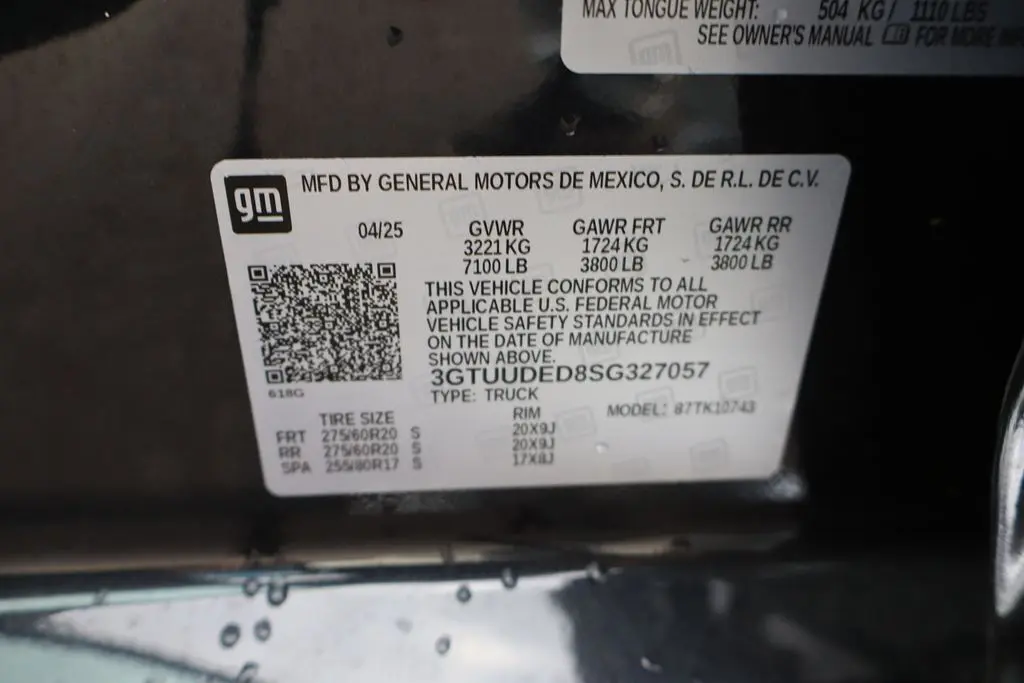 MAX TONGUE WEIGHT: 504 KG/ 1110 LBS
SEE OWNER'S MANUAL FOR MORE
gm
MFD BY GENERAL MOTORS DE MEXICO, S. DE R.L. DE C.V.
04/25 GVWR GAWR FRT GAWR RR
3221 KG 1724 KG 1724 KG
7100 LB 3800 LB 3800 LB
THIS VEHICLE CONFORMS TO ALL
APPLICABLE U.S. FEDERAL MOTOR
VEHICLE SAFETY STANDARDS IN EFFECT
ON THE DATE OF MANUFACTURE
SHOWN ABOVE.
3GTUUDED8SG327057
618G
TYPE: TRUCK
TIRE SIZE RIM MODEL: 87TK10743
FRT 275/60R20 S 20X9J
RR 275/60R20 S 20X9J
SPA 255/80R17 S 17X8J